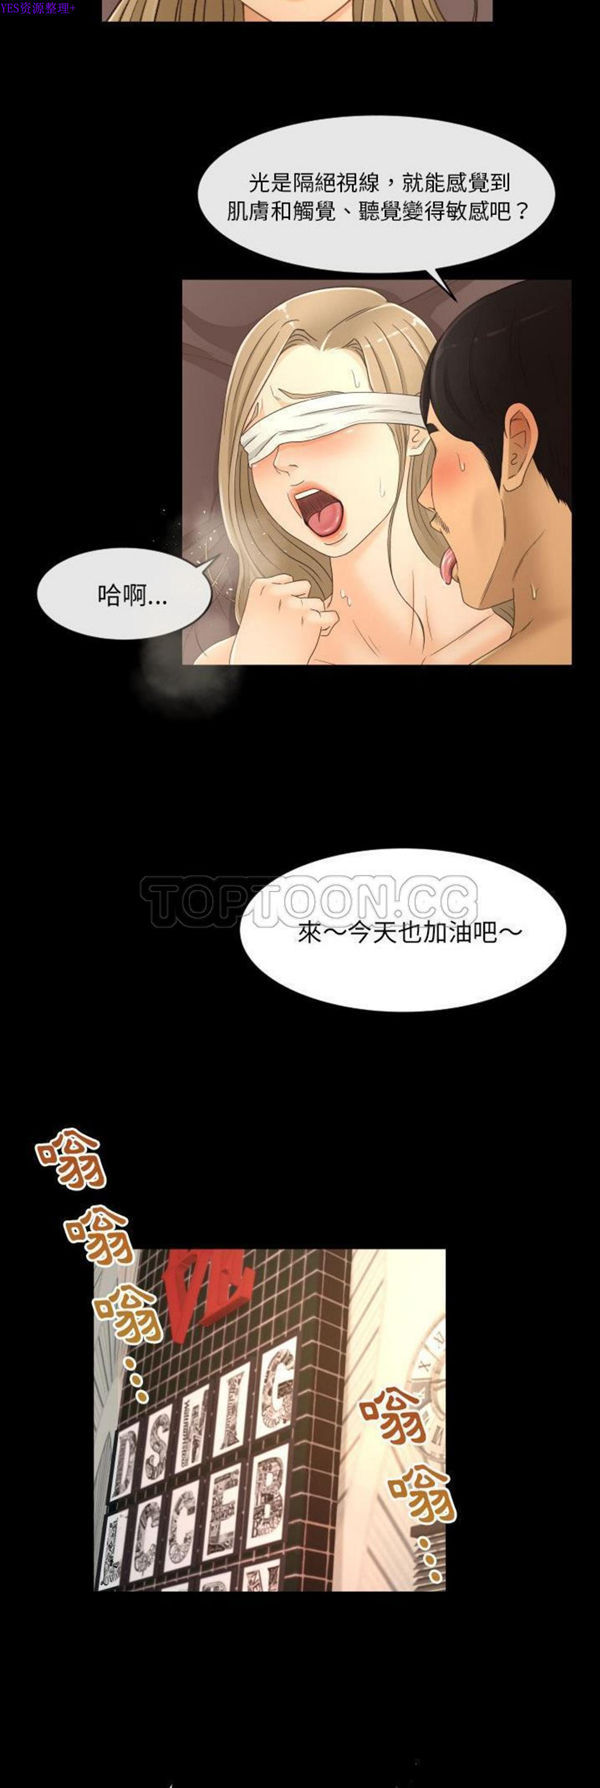 YES资源整理+
光是隔絕視線，就能感覺到
肌膚和觸覺、聽覺變得敏感吧？
哈啊...
TOPTOON.CC
來～今天也加油吧～
嗡
嗡
嗡...
DSNIG
LCCEB
嗡
嗡...